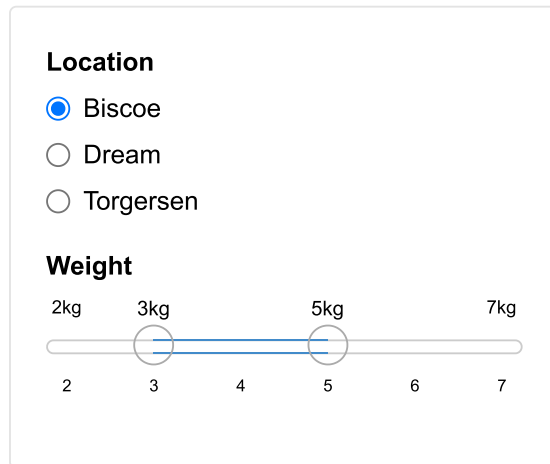 Location
Biscoe
Dream
Torgersen
Weight
2kg 3kg 5kg 7kg
2 3 4 5 6 7